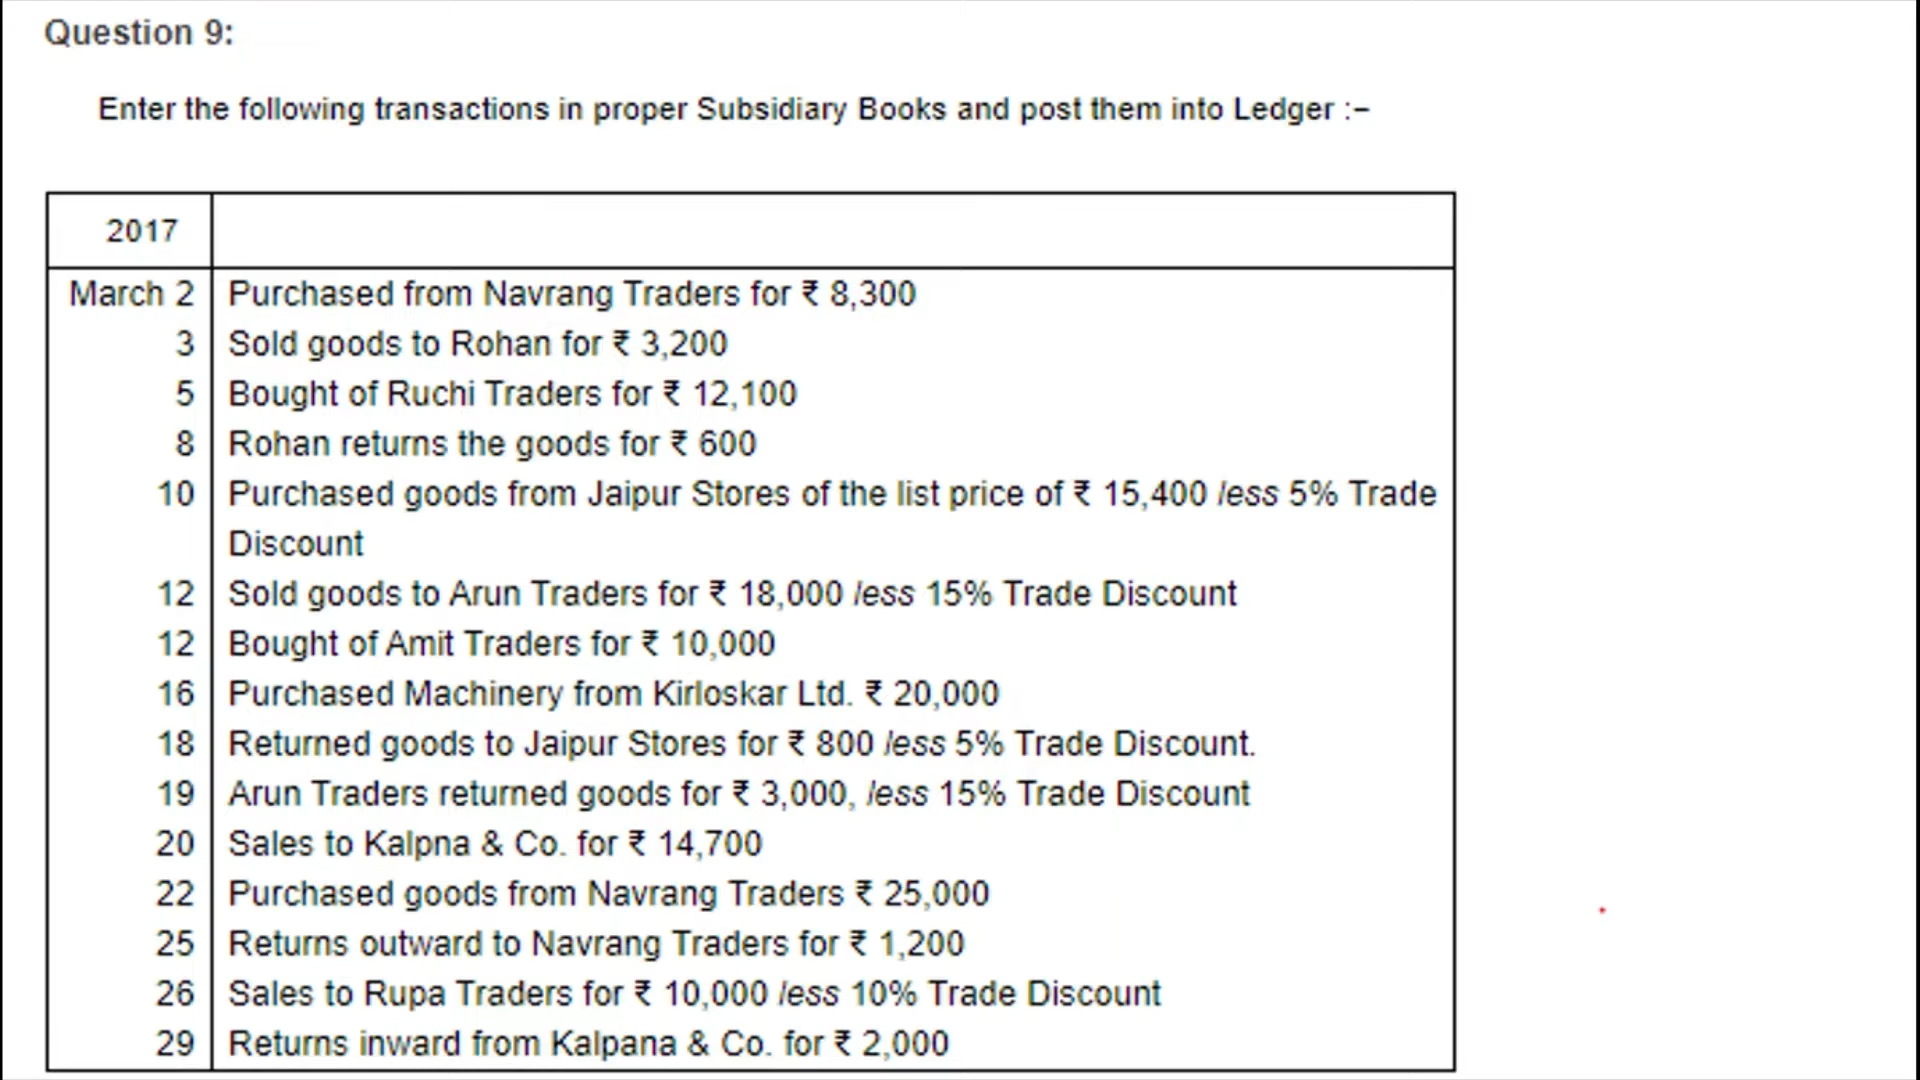 Question 9:
Enter the following transactions in proper Subsidiary Books and post them into Ledger :–
2017
March 2 Purchased from Navrang Traders for ₹ 8,300
3 Sold goods to Rohan for ₹ 3,200
5 Bought of Ruchi Traders for ₹ 12,100
8 Rohan returns the goods for ₹ 600
10 Purchased goods from Jaipur Stores of the list price of ₹ 15,400 less 5% Trade
Discount
12 Sold goods to Arun Traders for ₹ 18,000 less 15% Trade Discount
12 Bought of Amit Traders for ₹ 10,000
16 Purchased Machinery from Kirloskar Ltd. ₹ 20,000
18 Returned goods to Jaipur Stores for ₹ 800 less 5% Trade Discount.
19 Arun Traders returned goods for ₹ 3,000, less 15% Trade Discount
20 Sales to Kalpna & Co. for ₹ 14,700
22 Purchased goods from Navrang Traders ₹ 25,000
25 Returns outward to Navrang Traders for ₹ 1,200
26 Sales to Rupa Traders for ₹ 10,000 less 10% Trade Discount
29 Returns inward from Kalpana & Co. for ₹ 2,000